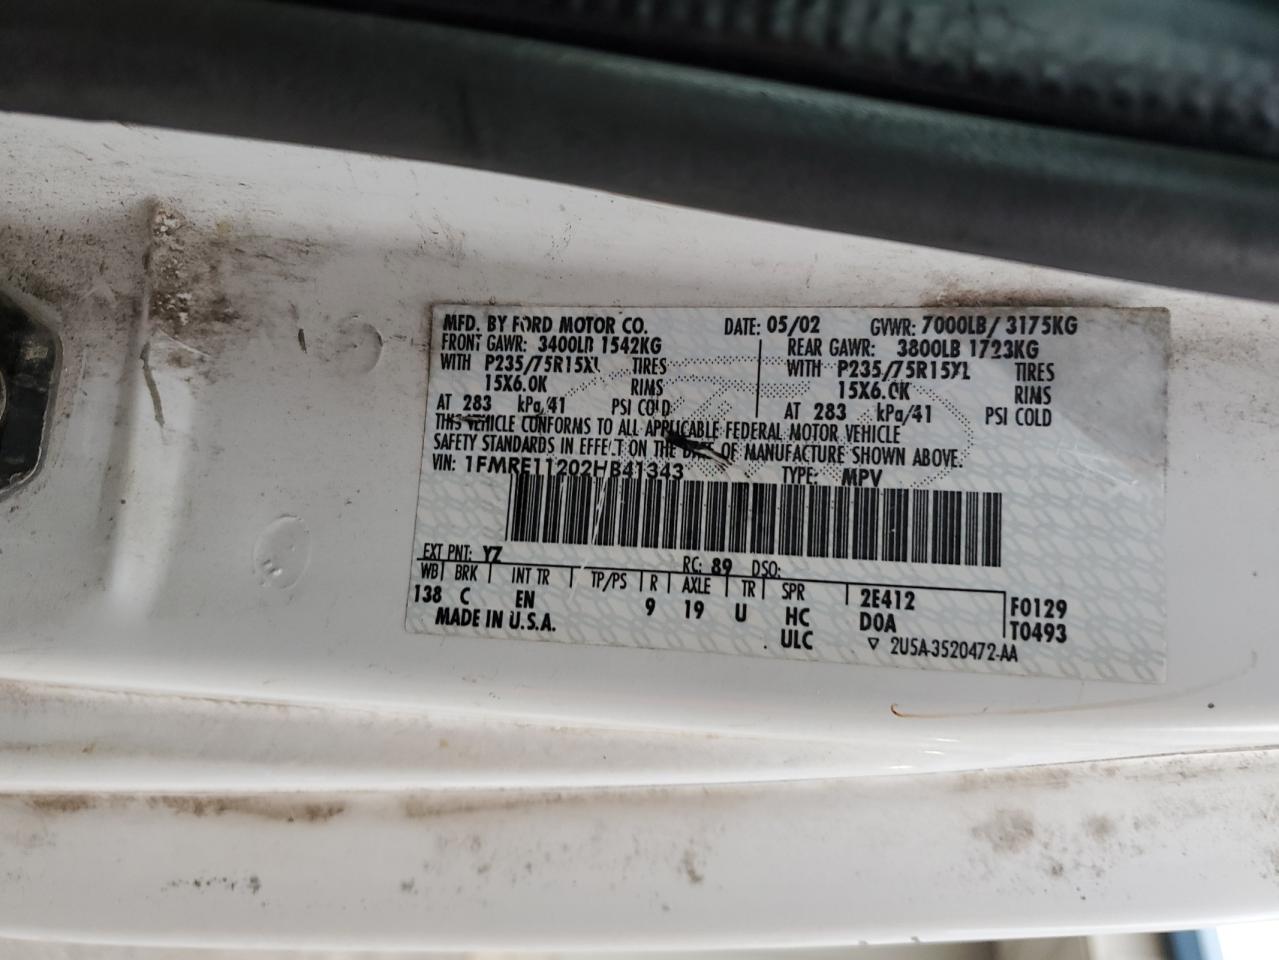 MFD. BY FORD MOTOR CO. DATE: 05/02 GVWR: 7000LB/ 3175KG
FRONT GAWR: 3400LB 1542KG REAR GAWR: 3800LB 1723KG
WITH P235/75R15XL TIRES WITH P235/75R15XL TIRES
15X6.0K RIMS 15X6.0K RIMS
AT 283 kPa/41 PSI COLD AT 283 kPa/41 PSI COLD
THIS VEHICLE CONFORMS TO ALL APPLICABLE FEDERAL MOTOR VEHICLE
SAFETY STANDARDS IN EFFECT ON THE DATE OF MANUFACTURE SHOWN ABOVE.
VIN: 1FMRE11202HB41343 TYPE: MPV
EXT PNT: YZ RC: 89 DSO:
WB BRK INT TR TP/PS R AXLE TR SPR 2E412 F0129
138 C EN 9 19 U HC DOA T0493
MADE IN U.S.A. ULC 2U5A-3520472-AA